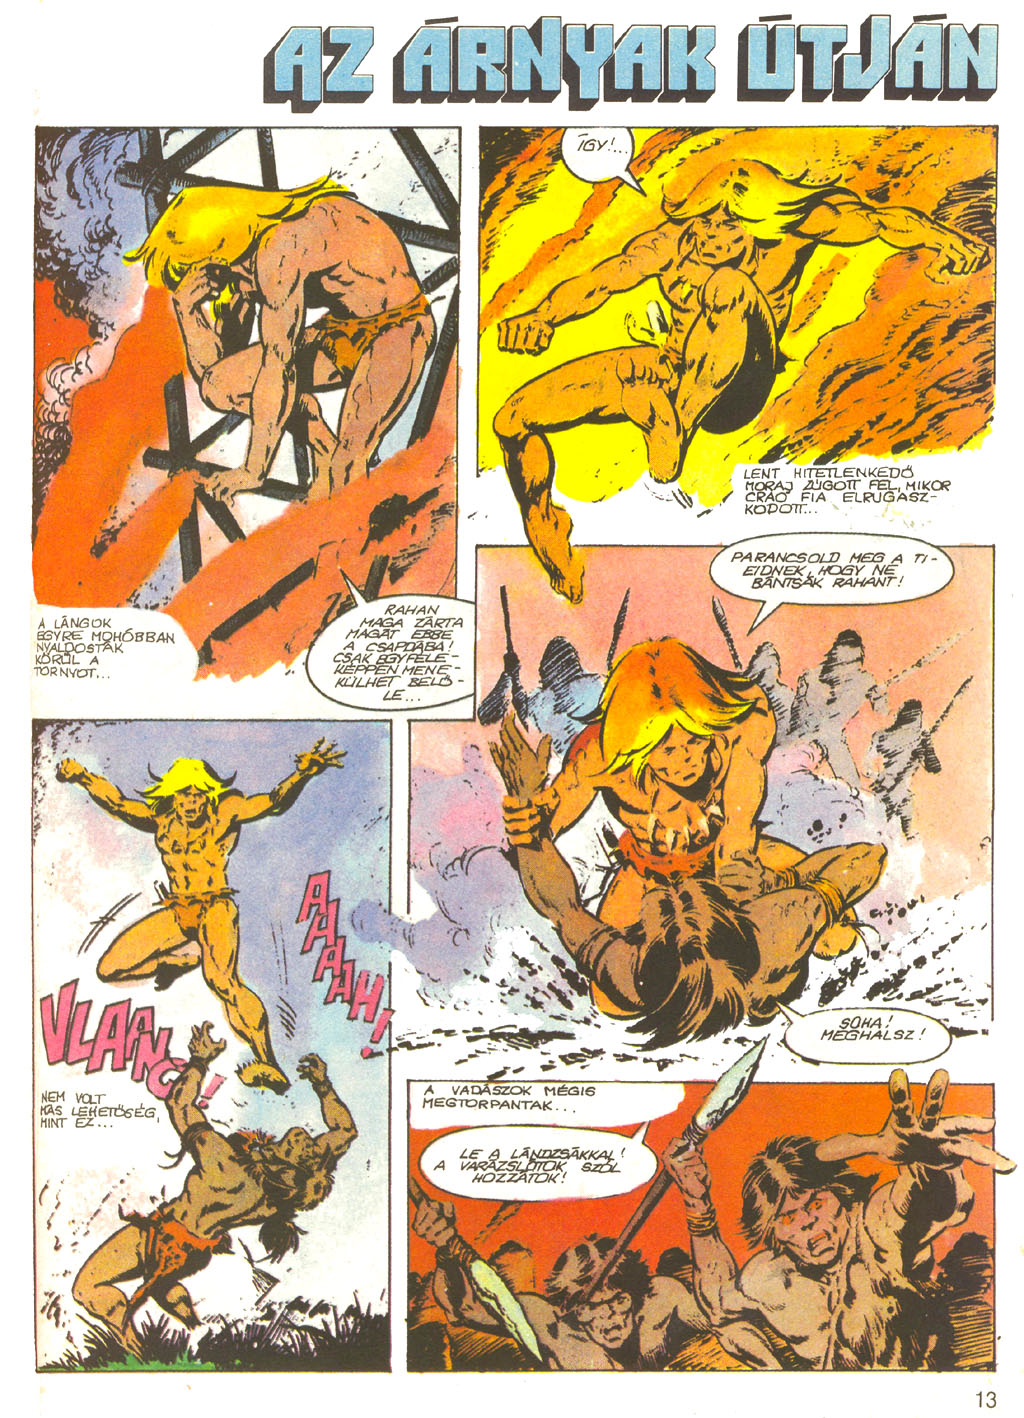 AZ ÁRNYAK ÚTJÁN
A LÁNGOK
EGYRE MOHÓBBAN
NYALDOSTÁK
KÖRÜL A
TORNYOT...
RAHAN
MAGA ZÁRTA
MAGÁT EBBE
A CSAPDÁBA!
CSAK EGYFÉLE-
KÉPPEN MENE-
KÜLHET BELŐ-
LE...
ÍGY!...
LENT HITETLENKEDŐ
MORAJ ZÚGOTT FEL, MIKOR
CRAO FIA ELRUGASZ-
KODOTT...
NEM VOLT
MÁS LEHETŐSÉG,
MINT EZ...
VLAANG!
AAAAH!
PARANCSOLD MEG A TI-
EIDNEK, HOGY NE
BÁNTSÁK RAHANT!
SOHA!
MEGHALSZ!
A VADÁSZOK MÉGIS
MEGTORPANTAK...
LE A LÁNDZSÁKKAL!
A VARÁZSLÓTOK SZÓL
HOZZÁTOK!
13